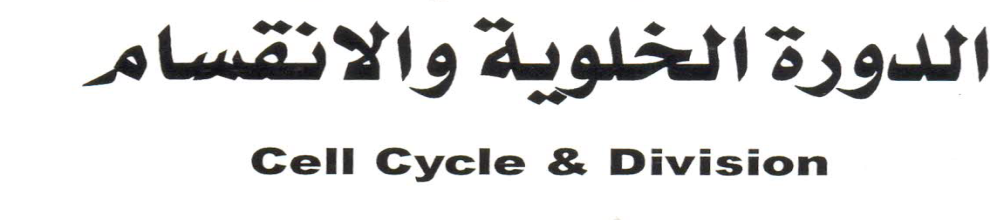 الدورة الخلوية والانقسام
Cell Cycle & Division